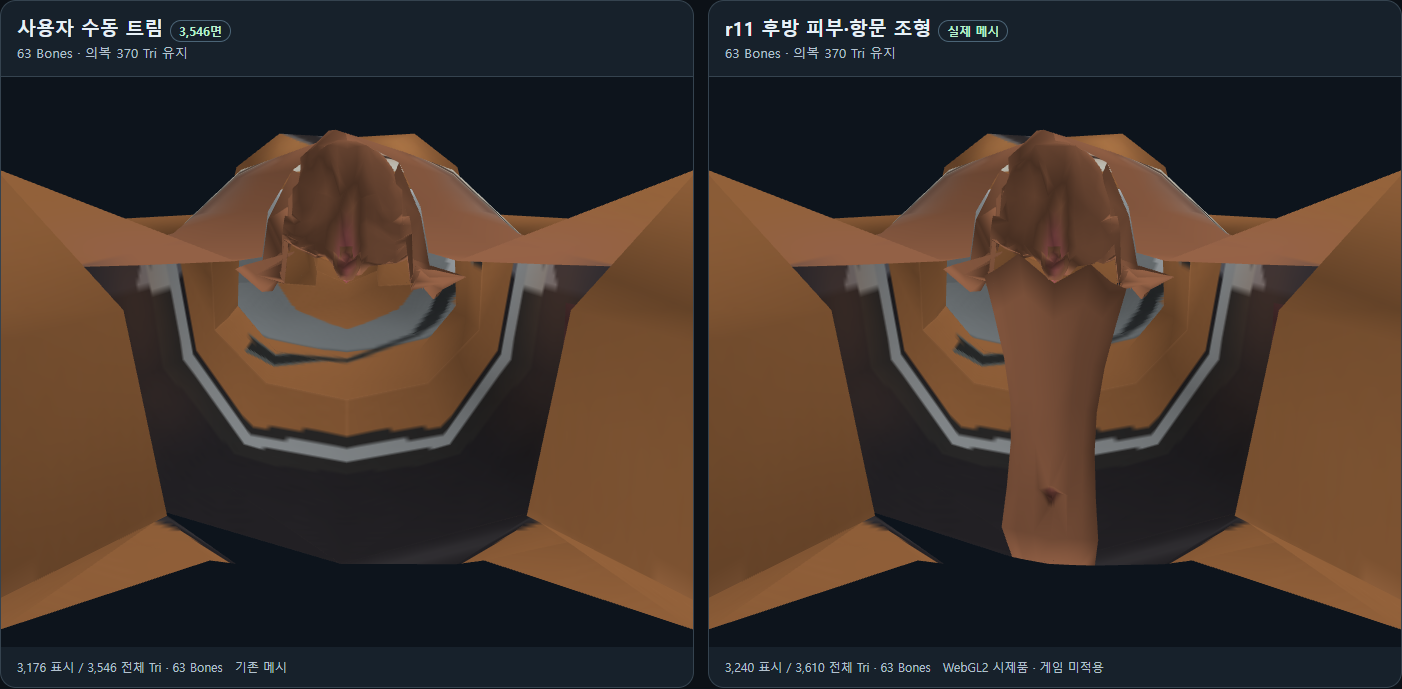 사용자 수동 트림 3,546면
63 Bones · 의복 370 Tri 유지
3,176 표시 / 3,546 전체 Tri · 63 Bones 기존 메시
r11 후방 피부·항문 조형 실제 메시
63 Bones · 의복 370 Tri 유지
3,240 표시 / 3,610 전체 Tri · 63 Bones WebGL2 시제품 · 게임 미적용